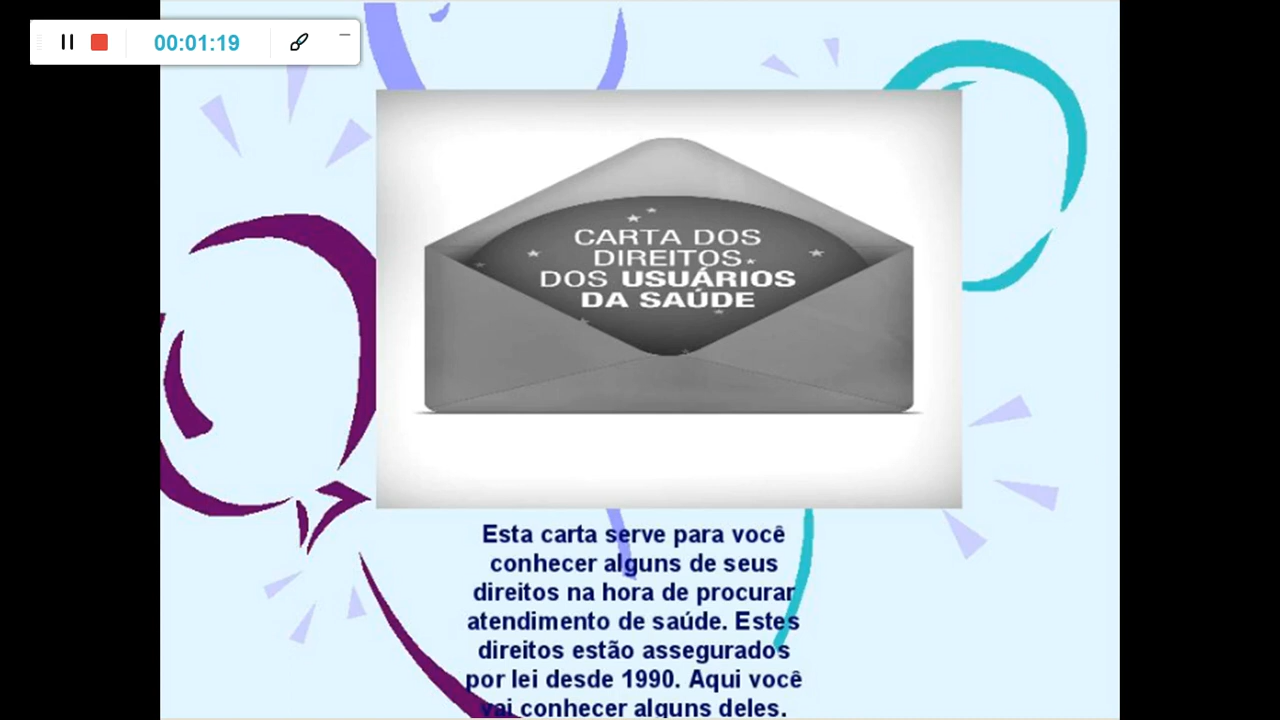 00:01:19
CARTA DOS
DIREITOS
DOS USUÁRIOS
DA SAÚDE
Esta carta serve para você
conhecer alguns de seus
direitos na hora de procurar
atendimento de saúde. Estes
direitos estão assegurados
por lei desde 1990. Aqui você
vai conhecer alguns deles.